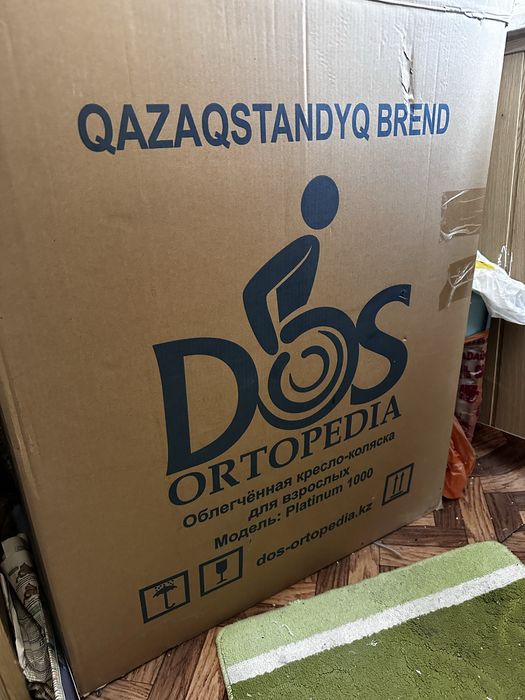 QAZAQSTANDYQ BREND
DOS
ORTOPEDIA
Облегчённая кресло-коляска
для взрослых
Модель: Platinum 1000
dos-ortopedia.kz